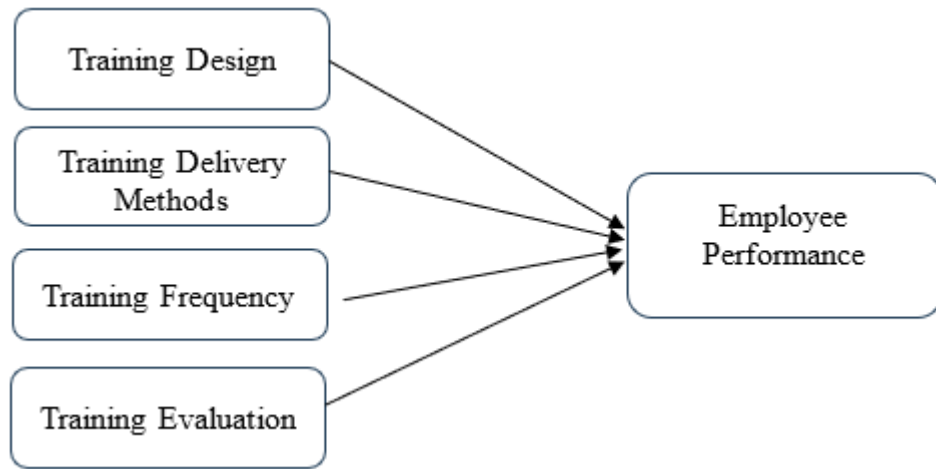 Training Design
Training Delivery
Methods
Employee
Performance
Training Frequency
Training Evaluation